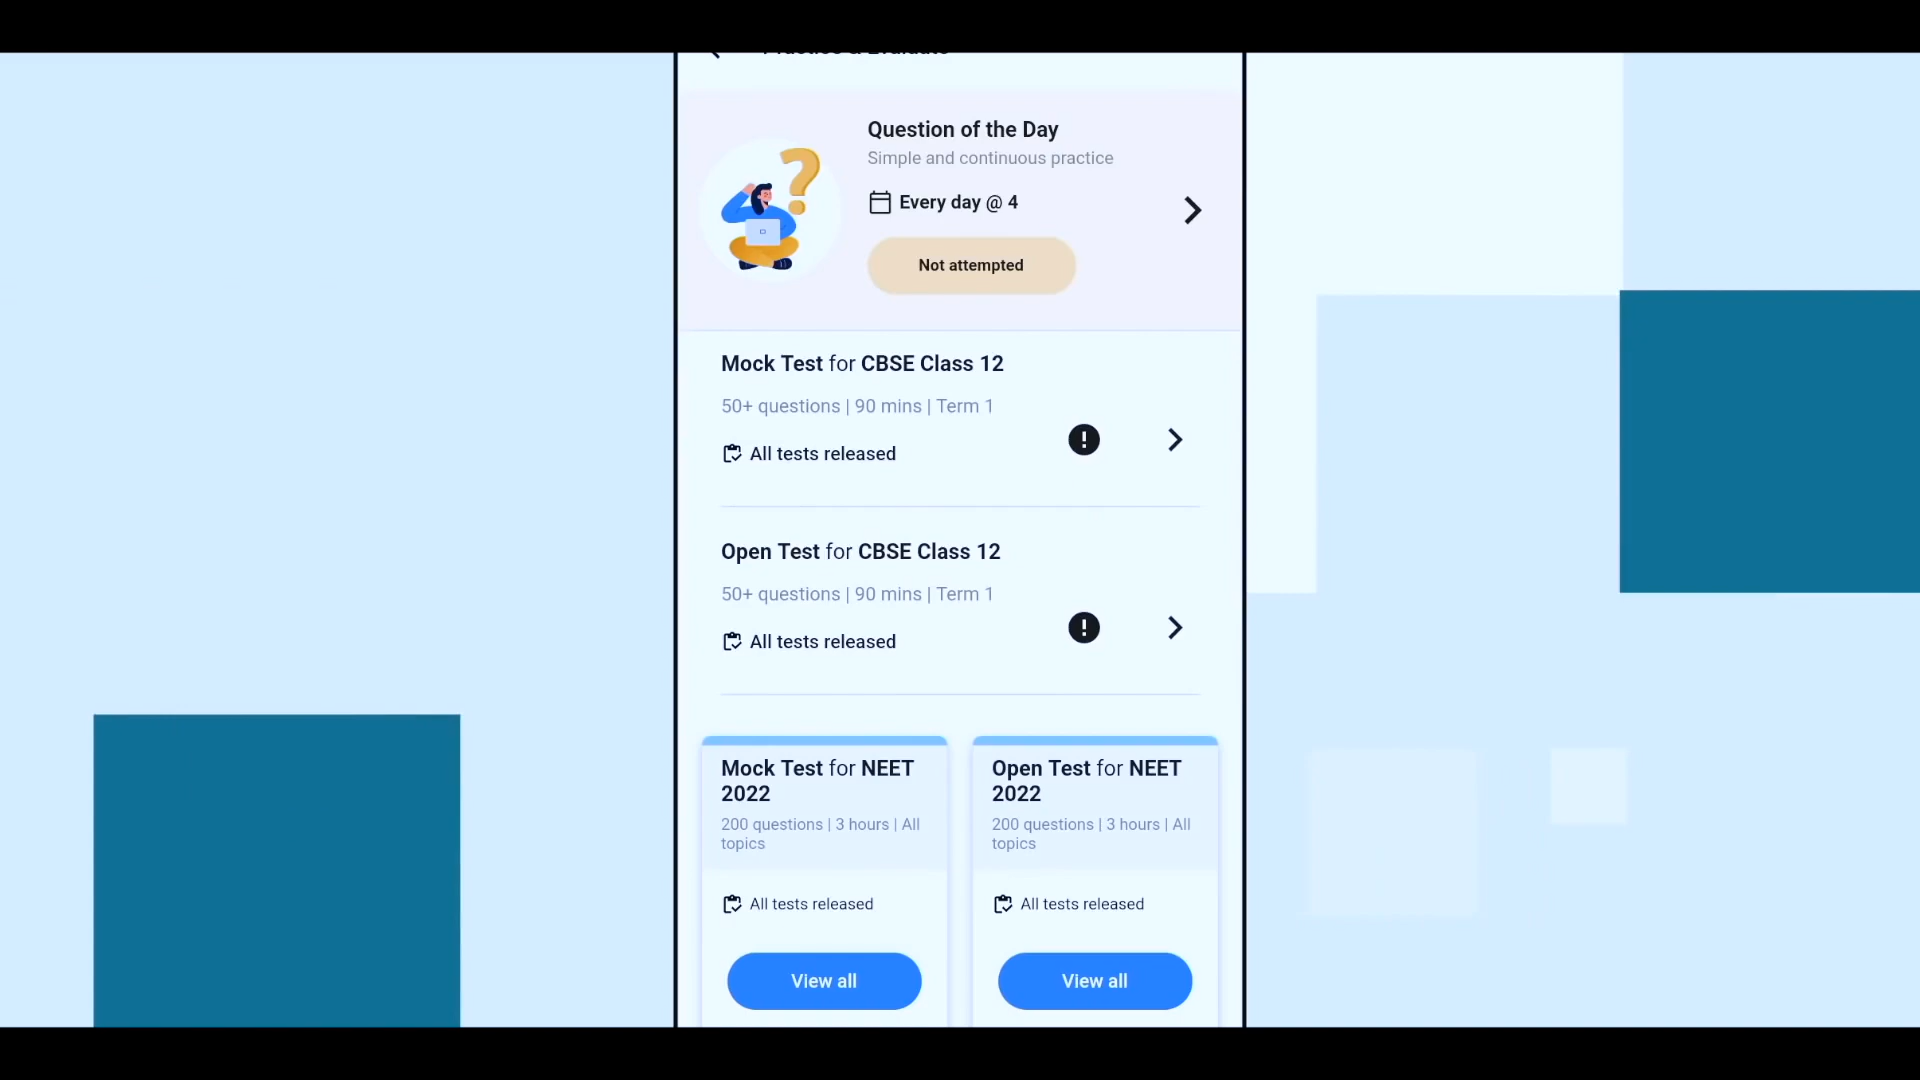 Practice & Evaluate
Question of the Day
Simple and continuous practice
Every day @ 4
Not attempted
Mock Test for CBSE Class 12
50+ questions | 90 mins | Term 1
All tests released
Open Test for CBSE Class 12
50+ questions | 90 mins | Term 1
All tests released
Mock Test for NEET
2022
200 questions | 3 hours | All
topics
All tests released
View all
Open Test for NEET
2022
200 questions | 3 hours | All
topics
All tests released
View all